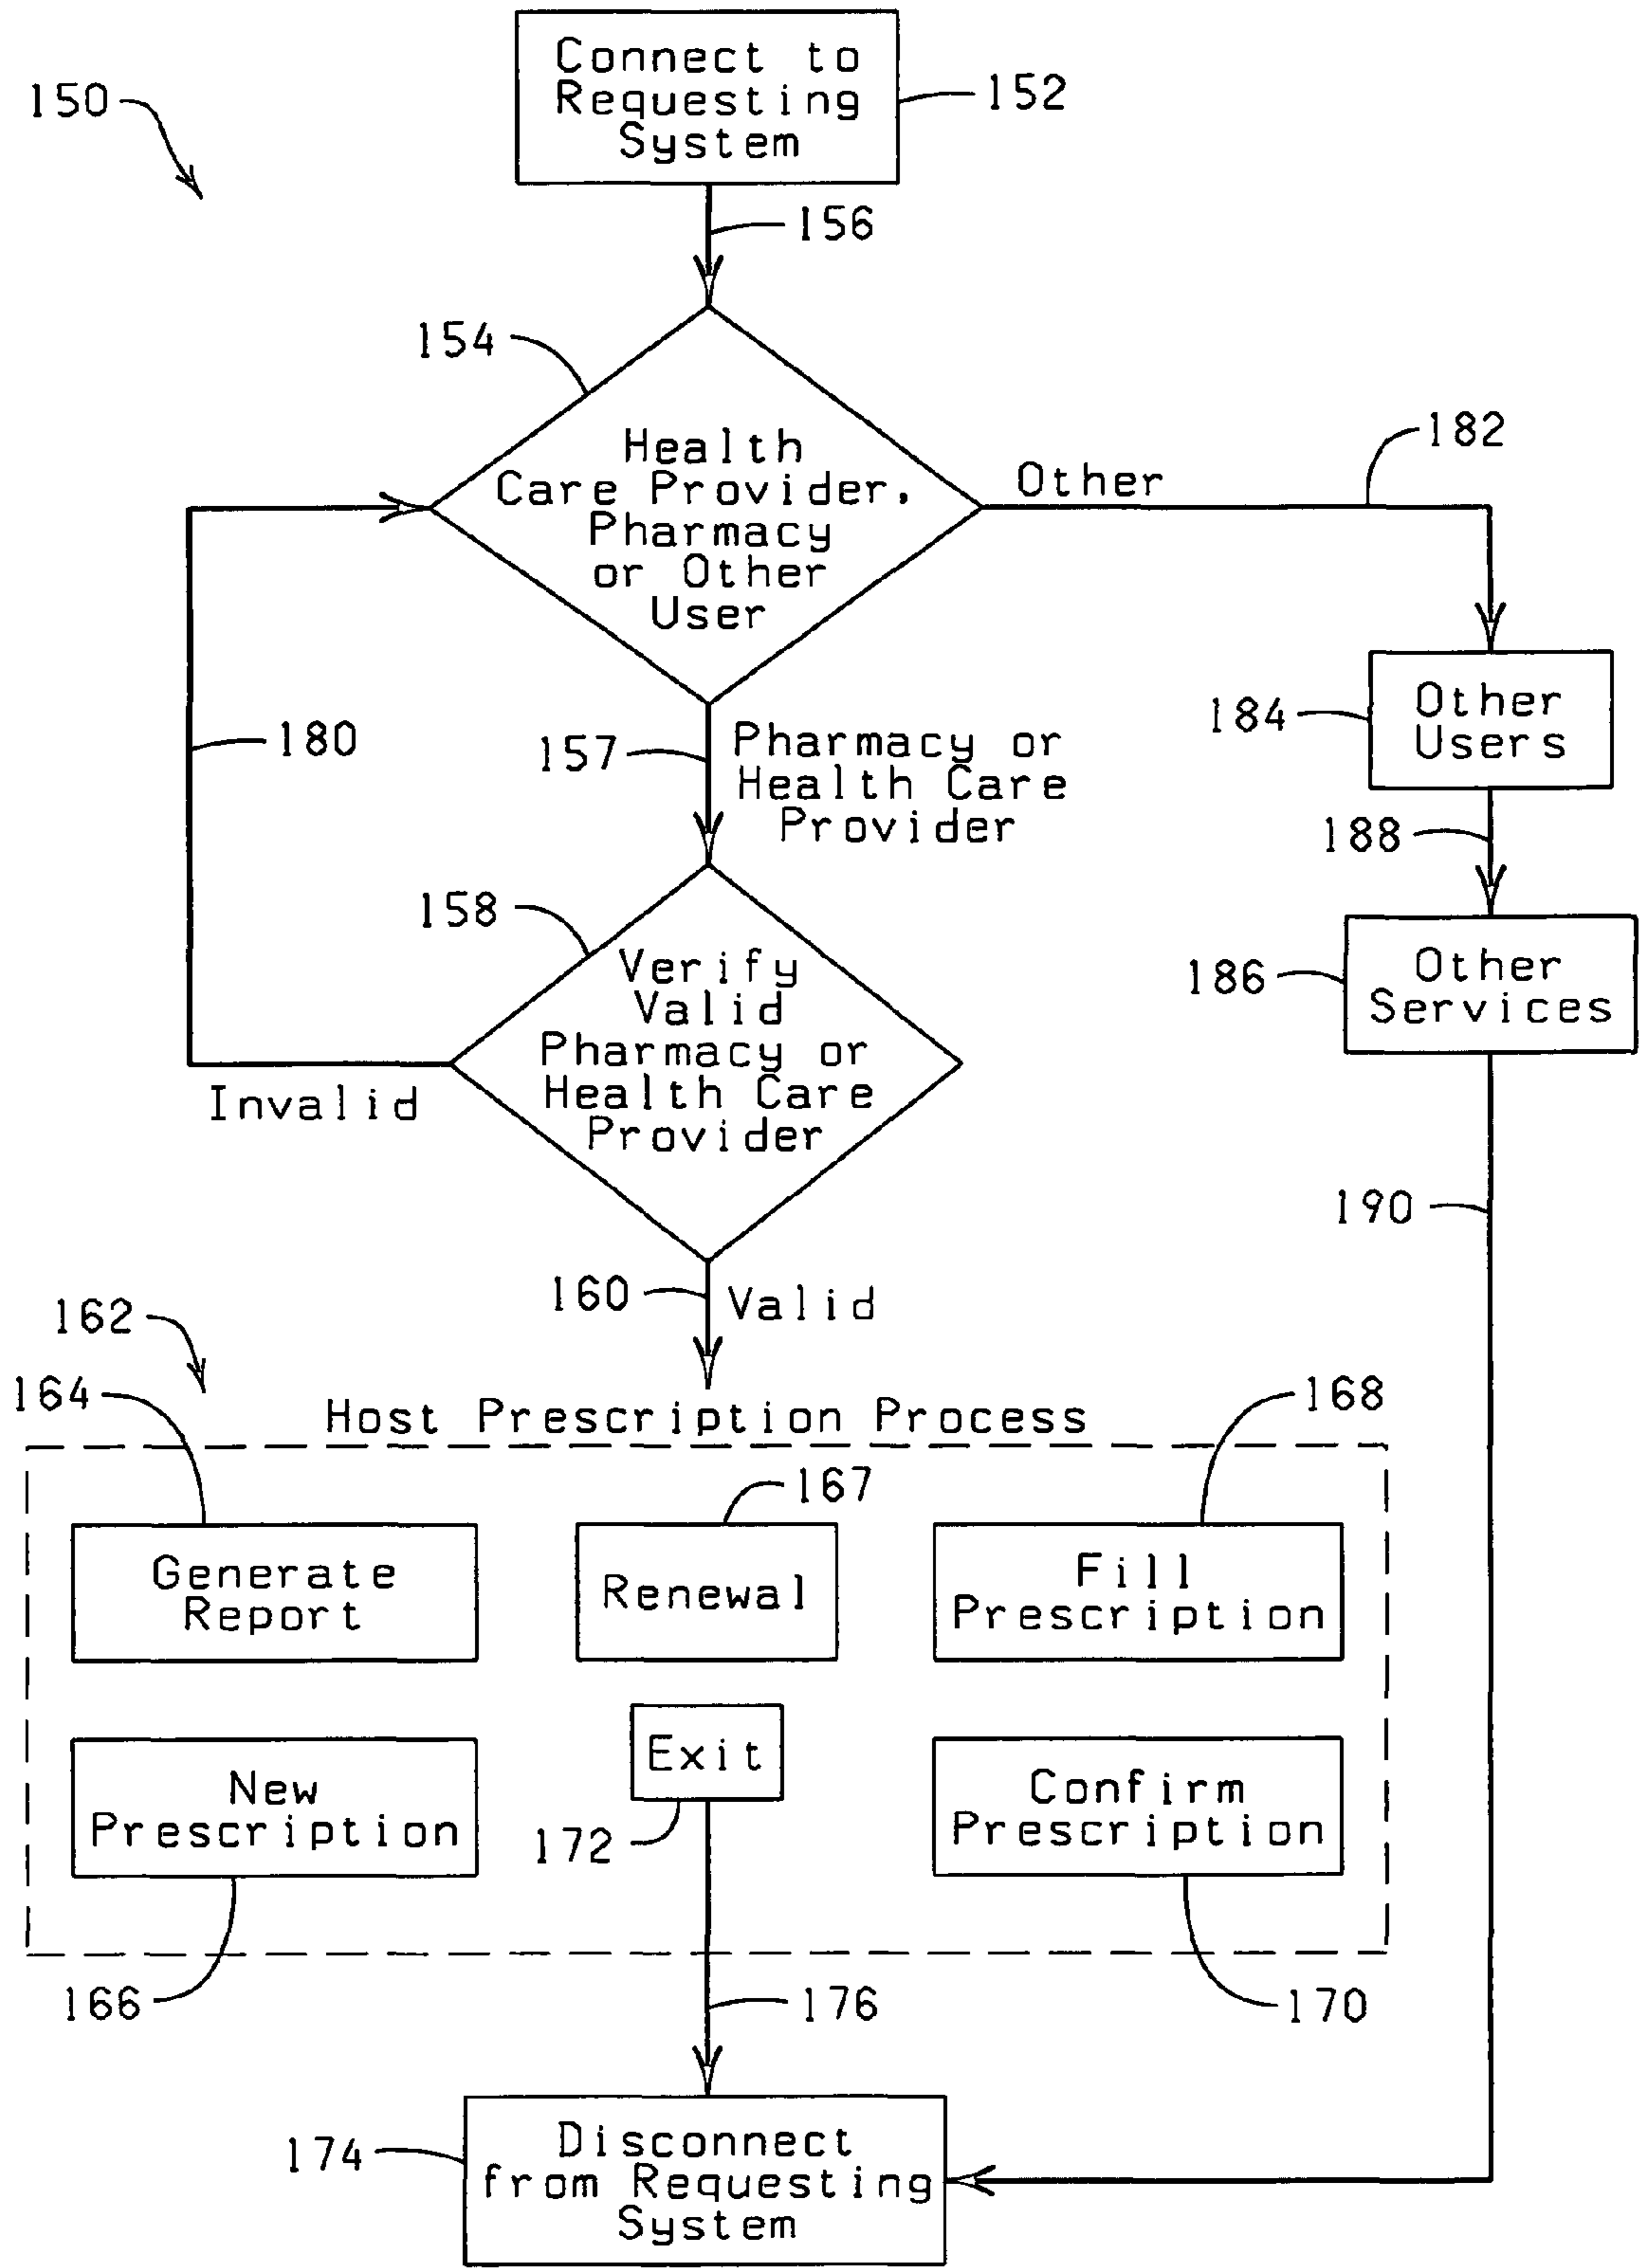 Connect to
Requesting
System
150
152
156
154
Health
Care Provider,
Pharmacy
or Other
User
Other
182
180
157
Pharmacy or
Health Care
Provider
184
Other
Users
188
158
Verify
Valid
Pharmacy or
Health Care
Provider
186
Other
Services
Invalid
190
160
Valid
162
164
Host Prescription Process
168
167
Generate
Report
Renewal
Fill
Prescription
New
Prescription
Exit
Confirm
Prescription
172
166
176
170
174
Disconnect
from Requesting
System